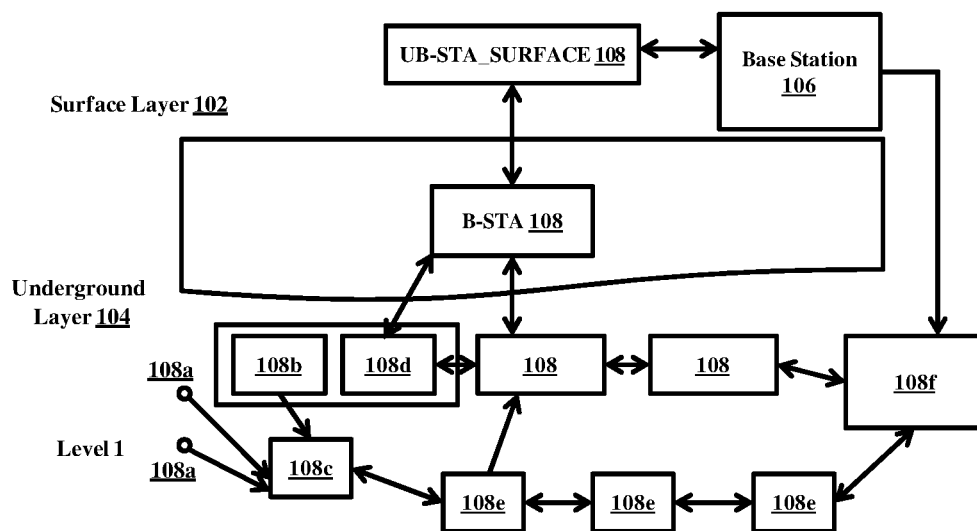 UB-STA_SURFACE 108
Base Station
106
Surface Layer 102
B-STA 108
Underground
Layer 104
108a
108b
108d
108
108
108f
Level 1
108a
108c
108e
108e
108e